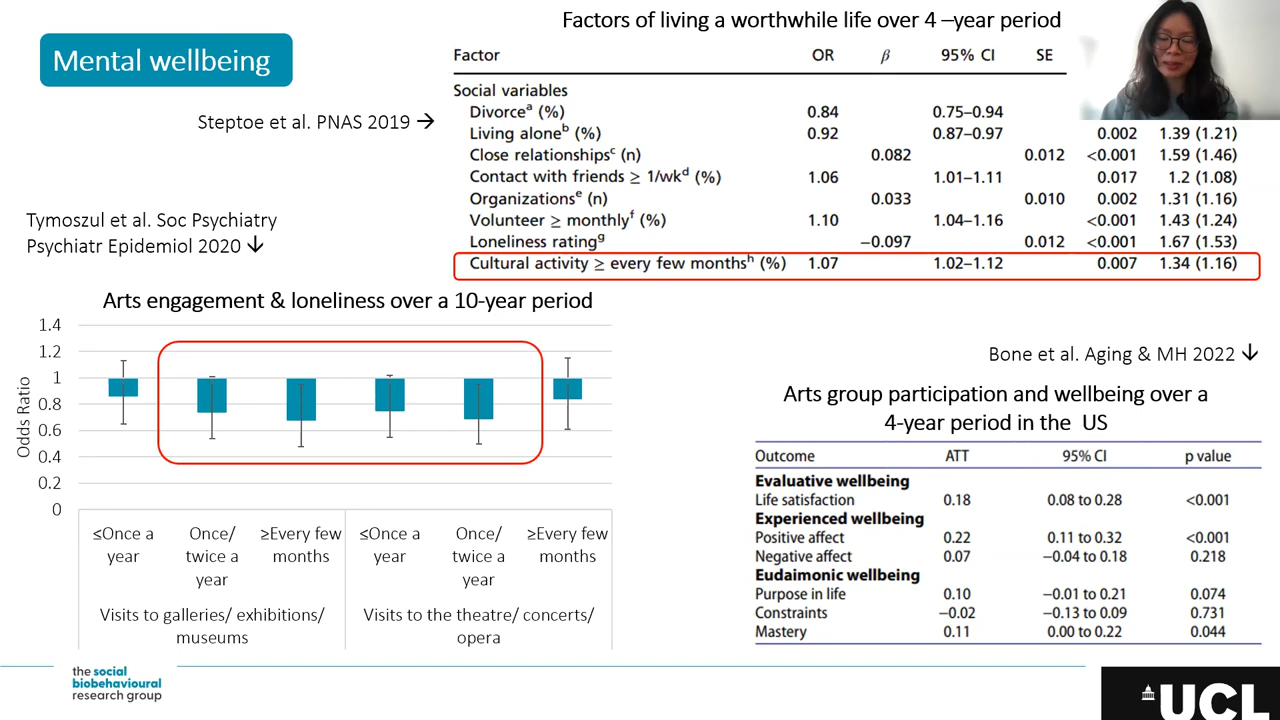 Mental wellbeing
Factors of living a worthwhile life over 4 –year period
Steptoe et al. PNAS 2019 →
Factor OR β 95% CI SE
Social variables
Divorceᵃ (%) 0.84 0.75–0.94
Living aloneᵇ (%) 0.92 0.87–0.97 0.002 1.39 (1.21)
Close relationshipsᶜ (n) 0.082 0.012 <0.001 1.59 (1.46)
Contact with friends ≥ 1/wkᵈ (%) 1.06 1.01–1.11 0.017 1.2 (1.08)
Organizationsᵉ (n) 0.033 0.010 0.002 1.31 (1.16)
Volunteer ≥ monthlyᶠ (%) 1.10 1.04–1.16 <0.001 1.43 (1.24)
Loneliness ratingᵍ −0.097 0.012 <0.001 1.67 (1.53)
Cultural activity ≥ every few monthsʰ (%) 1.07 1.02–1.12 0.007 1.34 (1.16)
Tymoszul et al. Soc Psychiatry
Psychiatr Epidemiol 2020 ↓
Arts engagement & loneliness over a 10-year period
Odds Ratio
1.4
1.2
1
0.8
0.6
0.4
0.2
0
≤Once a Once/ ≥Every few ≤Once a Once/ ≥Every few
year twice a months year twice a months
year year
Visits to galleries/ exhibitions/ Visits to the theatre/ concerts/
museums opera
Bone et al. Aging & MH 2022 ↓
Arts group participation and wellbeing over a
4-year period in the US
Outcome ATT 95% CI p value
Evaluative wellbeing
Life satisfaction 0.18 0.08 to 0.28 <0.001
Experienced wellbeing
Positive affect 0.22 0.11 to 0.32 <0.001
Negative affect 0.07 −0.04 to 0.18 0.218
Eudaimonic wellbeing
Purpose in life 0.10 −0.01 to 0.21 0.074
Constraints −0.02 −0.13 to 0.09 0.731
Mastery 0.11 0.00 to 0.22 0.044
the social
biobehavioural
research group
UCL